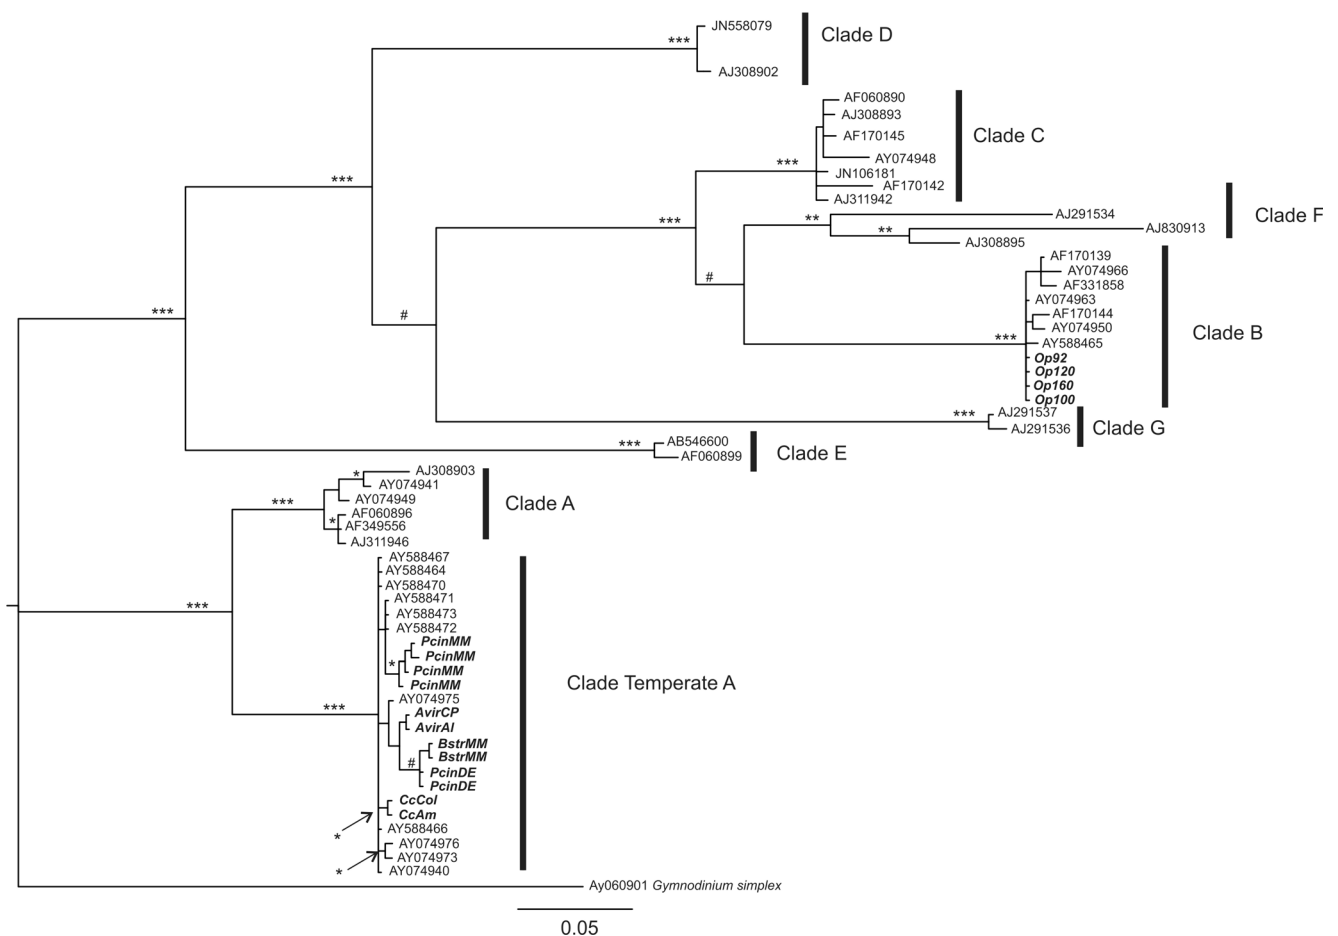 *** JN558079
AJ308902
Clade D
AF060890
AJ308893
AF170145
AY074948
*** JN106181
AF170142
AJ311942
Clade C
***
***
** AJ291534
** AJ830913
AJ308895
Clade F
#
#
AF170139
AY074966
AF331858
AY074963
AF170144
AY074950
*** AY588465
Op92
Op120
Op160
Op100
Clade B
*** AJ291537
AJ291536
Clade G
***
*** AB546600
AF060899
Clade E
* AJ308903
AY074941
*** AY074949
AF060896
* AF349556
AJ311946
Clade A
***
AY588467
AY588464
AY588470
AY588471
AY588473
AY588472
PcinMM
PcinMM
* PcinMM
PcinMM
AY074975
*** AvirCP
AvirAl
BstrMM
BstrMM
# PcinDE
PcinDE
CcCol
CcAm
* AY588466
AY074976
AY074973
* AY074940
Clade Temperate A
Ay060901 Gymnodinium simplex
0.05